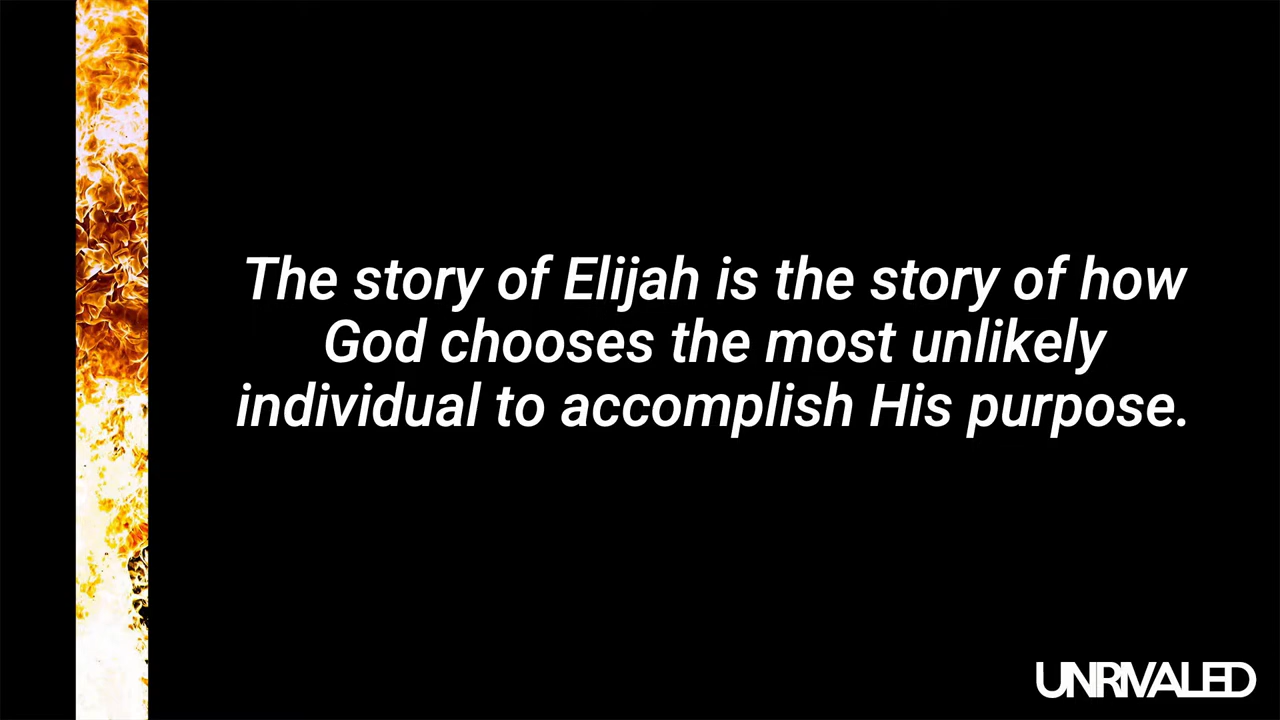 The story of Elijah is the story of how
God chooses the most unlikely
individual to accomplish His purpose.
UNRIVALED